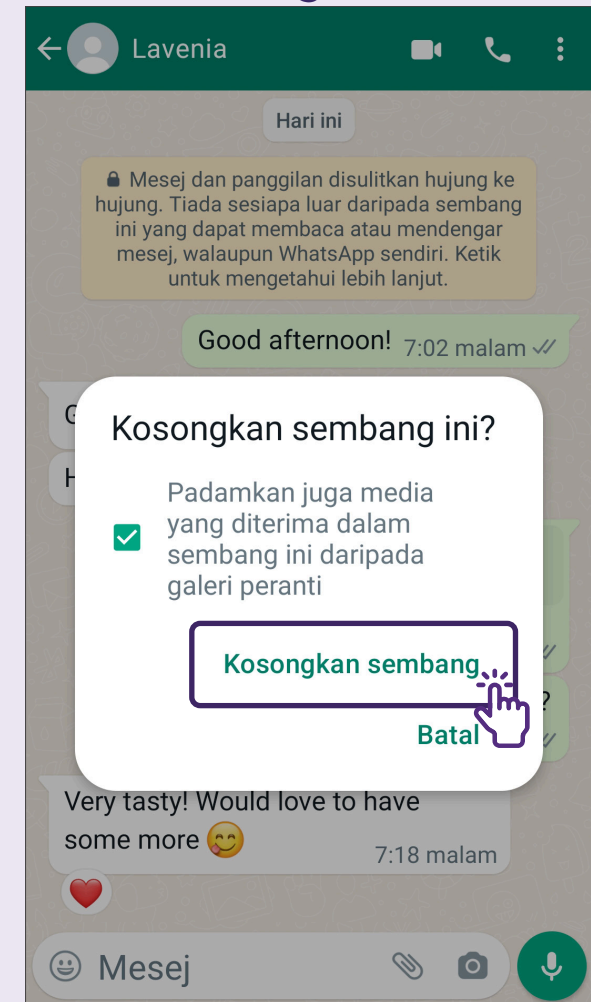 Lavenia
Hari ini
Mesej dan panggilan disulitkan hujung ke
hujung. Tiada sesiapa luar daripada sembang
ini yang dapat membaca atau mendengar
mesej, walaupun WhatsApp sendiri. Ketik
untuk mengetahui lebih lanjut.
Good afternoon! 7:02 malam
Kosongkan sembang ini?
Padamkan juga media
yang diterima dalam
sembang ini daripada
galeri peranti
Kosongkan sembang
Batal
Very tasty! Would love to have
some more 😋 7:18 malam
Mesej